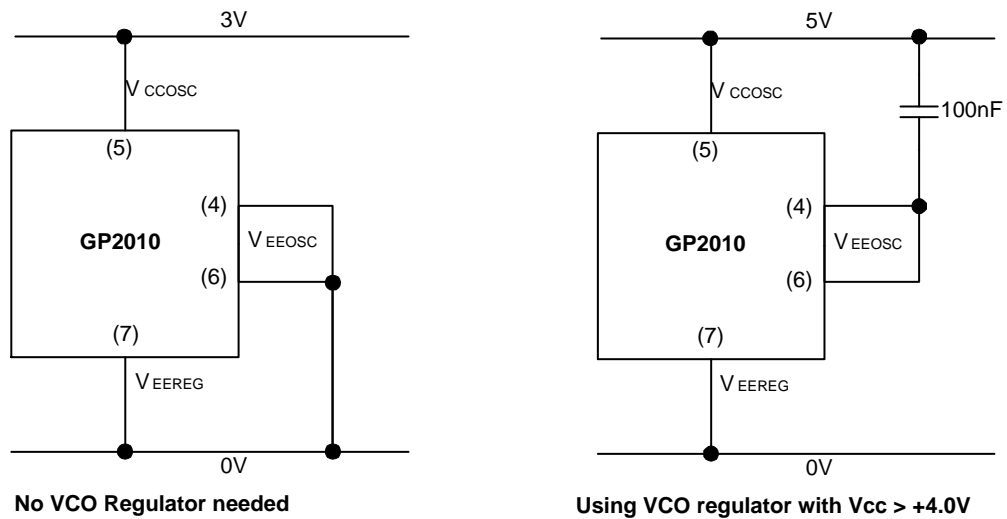 3V
V CCOSC
(5)
(4)
GP2010
V EEOSC
(6)
(7)
V EEREG
0V
No VCO Regulator needed
5V
V CCOSC
100nF
(5)
(4)
GP2010
V EEOSC
(6)
(7)
V EEREG
0V
Using VCO regulator with Vcc > +4.0V